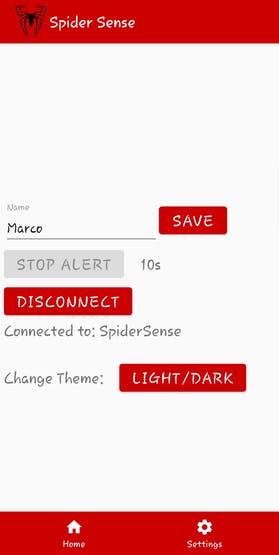 Spider Sense
Name
Marco
SAVE
STOP ALERT
10s
DISCONNECT
Connected to: SpiderSense
Change Theme:
LIGHT/DARK
Home
Settings